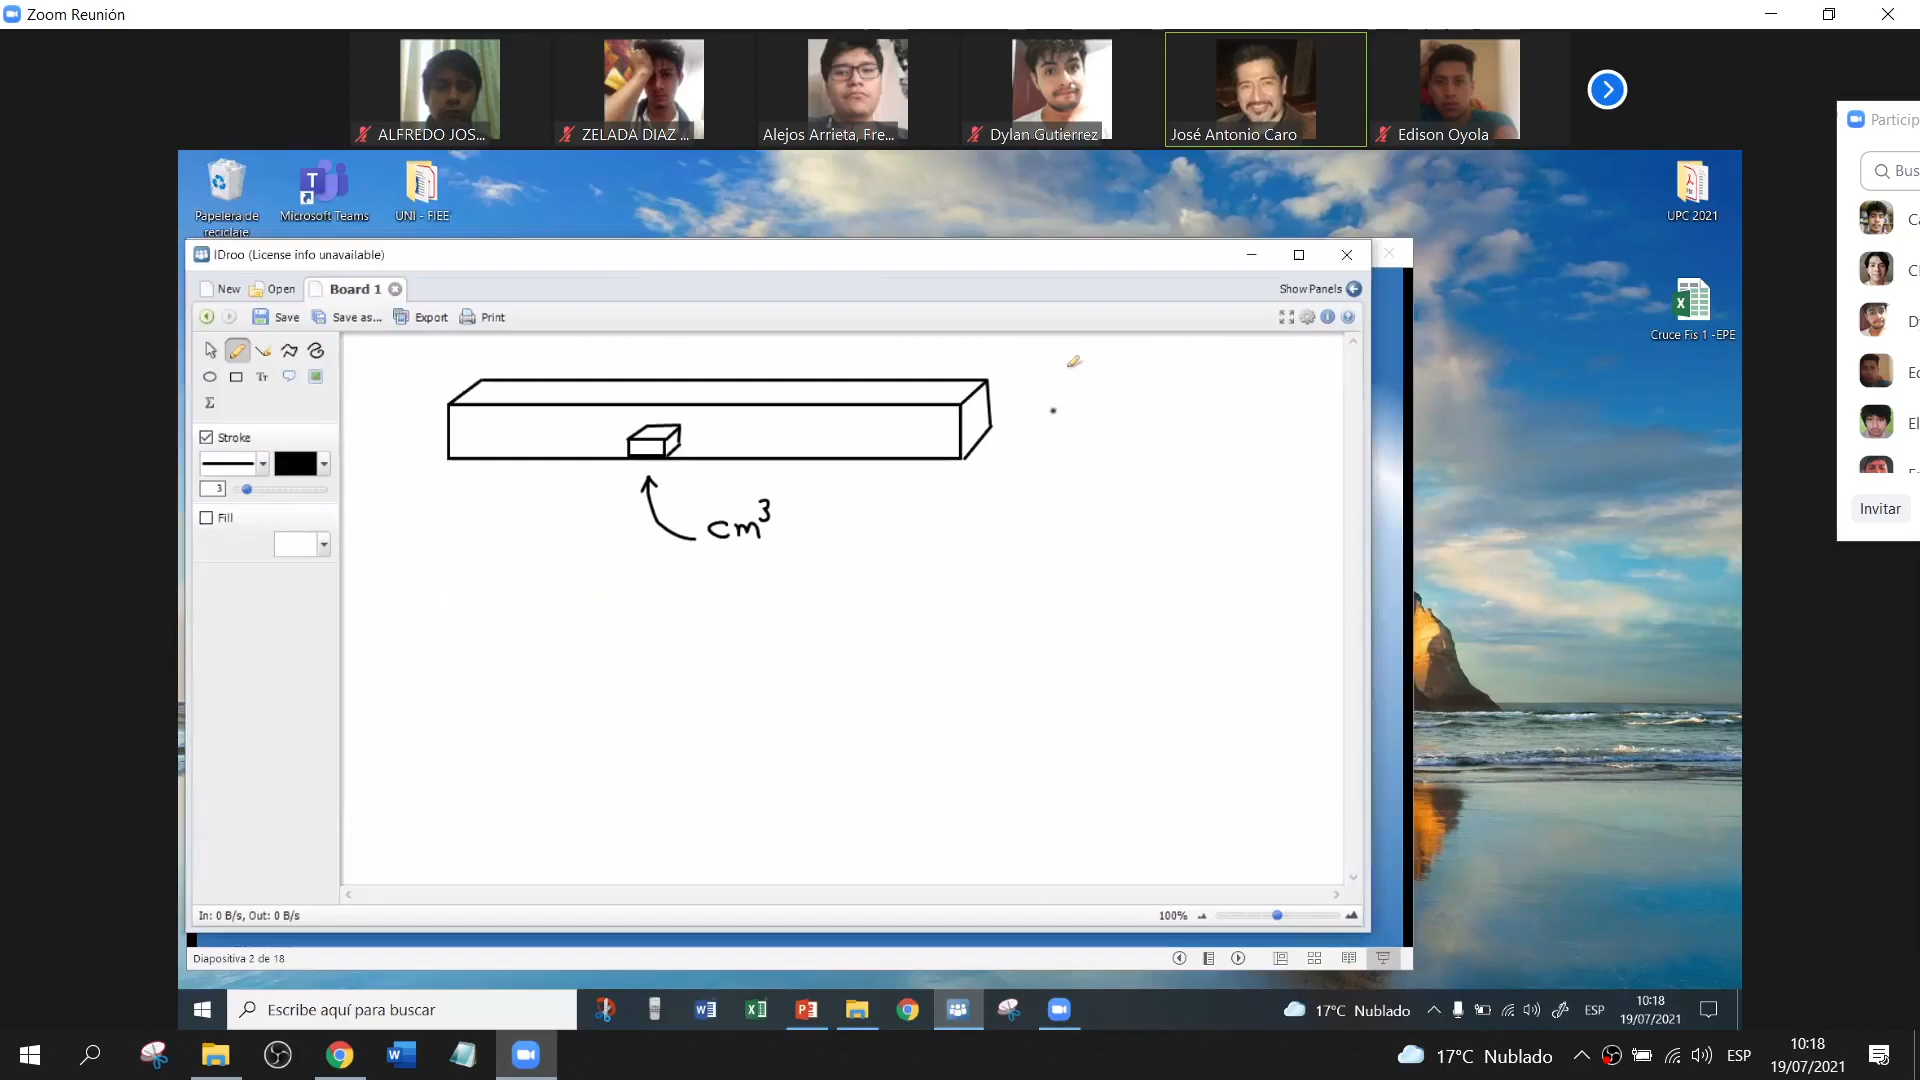 Zoom Reunión
ALFREDO JOS...
ZELADA DIAZ ...
Alejos Arrieta, Fre...
Dylan Gutierrez
José Antonio Caro
Edison Oyola
Particip
Bus
Invitar
Papelera de
reciclaje
Microsoft Teams
UNI - FIEE
UPC 2021
Cruce Fis 1 -EPE
IDroo (License info unavailable)
New
Open
Board 1
Show Panels
Save
Save as...
Export
Print
Tr
Σ
Stroke
3
Fill
cm³
In: 0 B/s, Out: 0 B/s
100%
Diapositiva 2 de 18
Escribe aquí para buscar
17°C Nublado
ESP
10:18
19/07/2021
17°C Nublado
ESP
10:18
19/07/2021